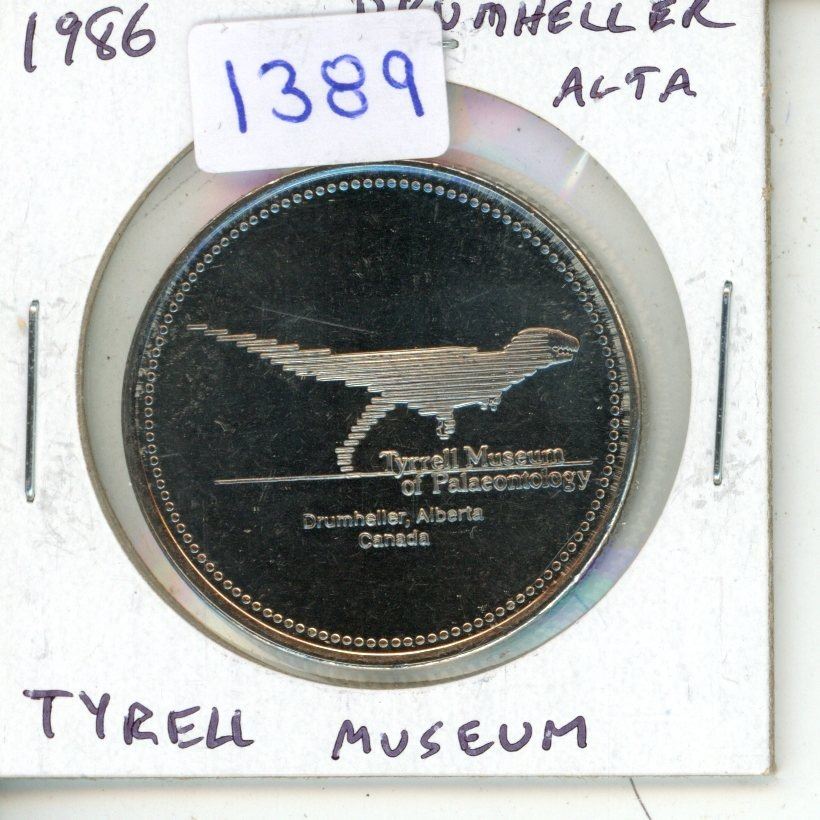 1986 DRUMHELLER
ALTA
1389
Tyrrell Museum
of Palaeontology
Drumheller, Alberta
Canada
TYRELL MUSEUM